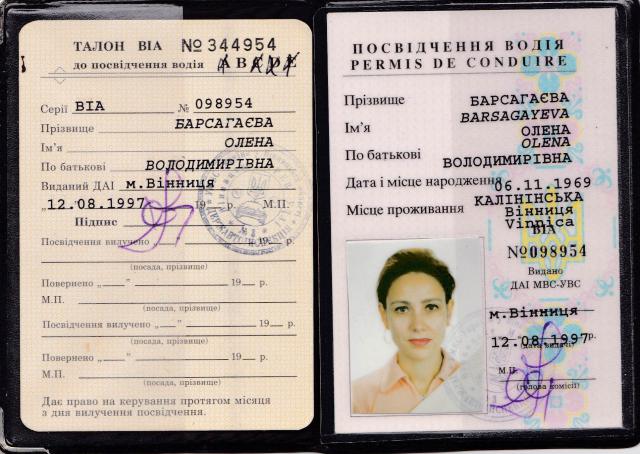 ТАЛОН ВІА №344954
до посвідчення водія
Серії ВІА № 098954
Прізвище БАРСАГАЄВА
Ім'я ОЛЕНА
По батькові ВОЛОДИМИРІВНА
Виданий ДАІ м.Вінниця
„12.08.1997 19 р. М.П.
Підпис
Посвідчення вилучено „ ” 19 р.
(посада, прізвище)
Повернено „ ” 19 р.
М.П.
(посада, прізвище)
Посвідчення вилучено „ ” 19 р.
(посада, прізвище)
Повернено „ ” 19 р.
М.П.
(посада, прізвище)
Дає право на керування протягом місяця
з дня вилучення посвідчення.
ПОСВІДЧЕННЯ ВОДІЯ
PERMIS DE CONDUIRE
Прізвище БАРСАГАЄВА
BARSAGAYEVA
Ім'я ОЛЕНА
OLENA
По батькові ВОЛОДИМИРІВНА
Дата і місце народження 06.11.1969
КАЛІНІНСЬКА
Місце проживання Вінниця
Vinnica
ВІА
№098954
Видано
ДАІ МВС-УВС
м.Вінниця
12.08.1997р.
(дата видачі)
М.П.
(голова комісії)